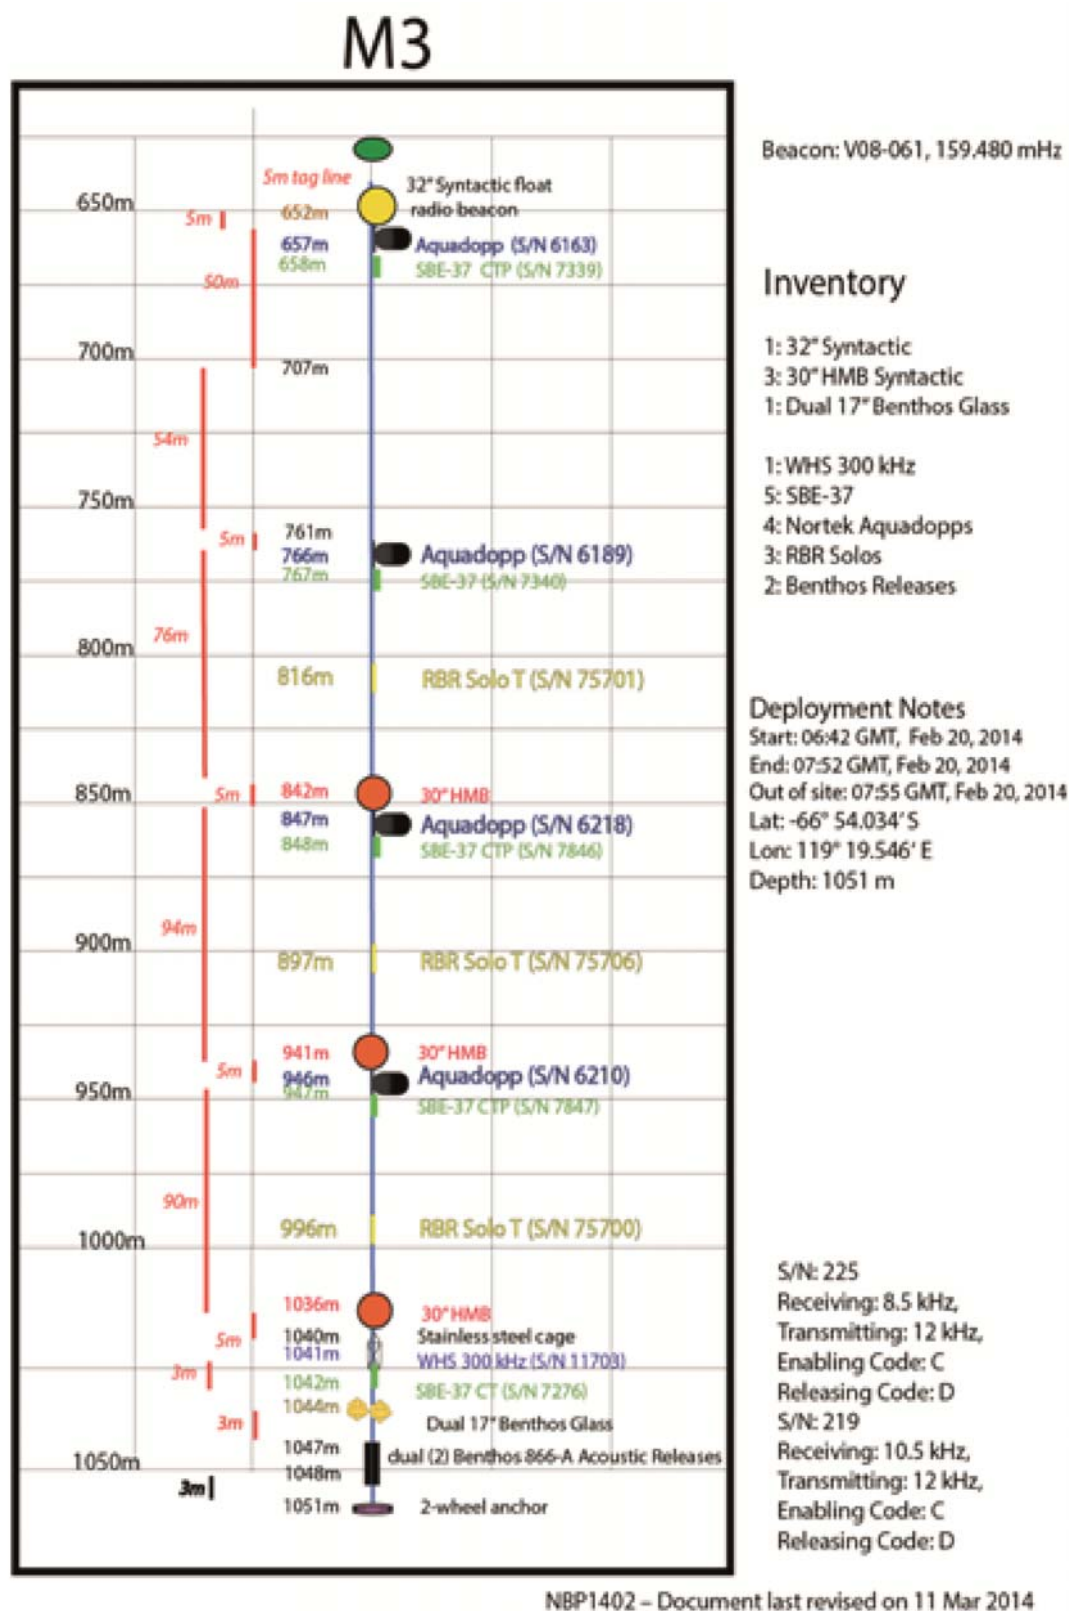 M3
5m tag line
32" Syntactic float
radio beacon
650m
5m
652m
657m
Aquadopp (S/N 6163)
658m
SBE-37 CTP (S/N 7339)
50m
700m
707m
54m
750m
5m
761m
766m
Aquadopp (S/N 6189)
767m
SBE-37 (S/N 7340)
76m
800m
816m
RBR Solo T (S/N 75701)
850m
5m
842m
30" HMB
847m
Aquadopp (S/N 6218)
848m
SBE-37 CTP (S/N 7846)
94m
900m
897m
RBR Solo T (S/N 75706)
941m
30" HMB
5m
946m
Aquadopp (S/N 6210)
947m
SBE-37 CTP (S/N 7847)
950m
90m
996m
RBR Solo T (S/N 75700)
1000m
1036m
30" HMB
5m
1040m
Stainless steel cage
1041m
WHS 300 kHz (S/N 11703)
3m
1042m
SBE-37 CT (S/N 7276)
1044m
3m
Dual 17" Benthos Glass
1047m
dual (2) Benthos 866-A Acoustic Releases
1050m
1048m
3m
1051m
2-wheel anchor
Beacon: V08-061, 159.480 mHz
Inventory
1: 32" Syntactic
3: 30" HMB Syntactic
1: Dual 17" Benthos Glass
1: WHS 300 kHz
5: SBE-37
4: Nortek Aquadopps
3: RBR Solos
2: Benthos Releases
Deployment Notes
Start: 06:42 GMT, Feb 20, 2014
End: 07:52 GMT, Feb 20, 2014
Out of site: 07:55 GMT, Feb 20, 2014
Lat: -66° 54.034' S
Lon: 119° 19.546' E
Depth: 1051 m
S/N: 225
Receiving: 8.5 kHz,
Transmitting: 12 kHz,
Enabling Code: C
Releasing Code: D
S/N: 219
Receiving: 10.5 kHz,
Transmitting: 12 kHz,
Enabling Code: C
Releasing Code: D
NBP1402 – Document last revised on 11 Mar 2014